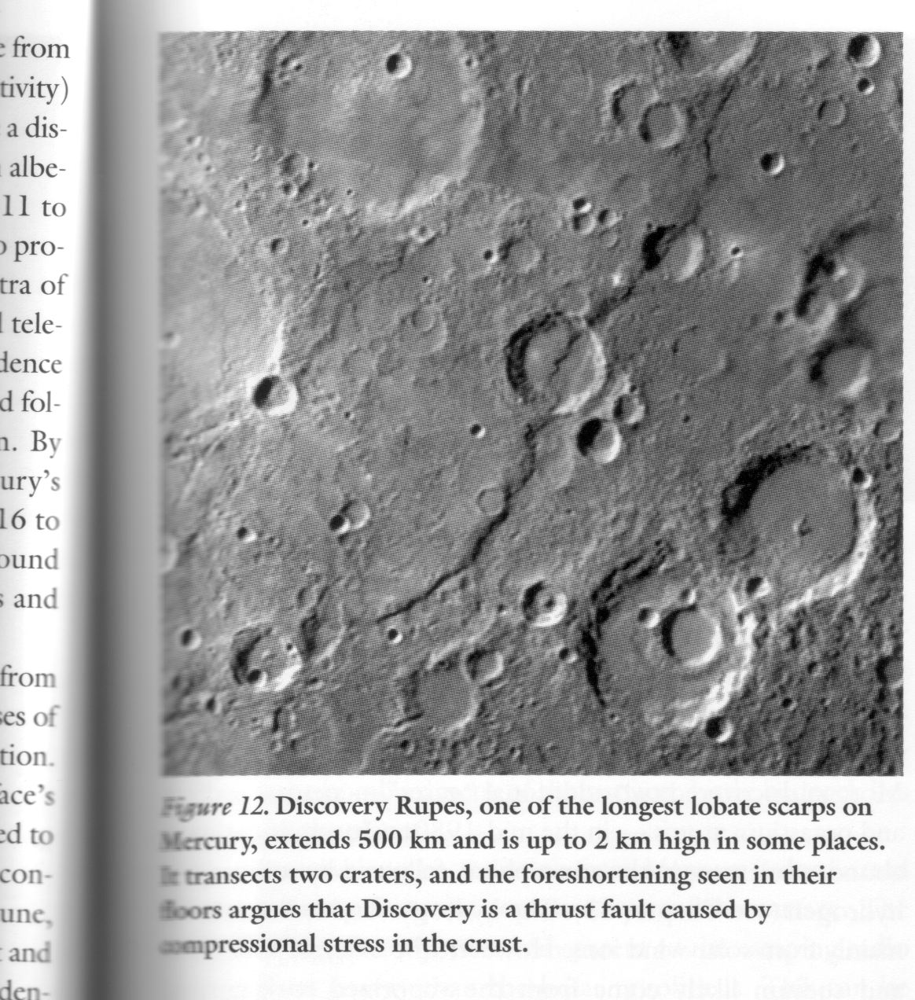 e from
tivity)
a dis-
albe-
11 to
pro-
tra of
tele-
dence
d fol-
n. By
ury's
16 to
ound
s and
from
ses of
tion.
ace's
ed to
con-
une,
and
den-
Figure 12. Discovery Rupes, one of the longest lobate scarps on
Mercury, extends 500 km and is up to 2 km high in some places.
It transects two craters, and the foreshortening seen in their
floors argues that Discovery is a thrust fault caused by
compressional stress in the crust.